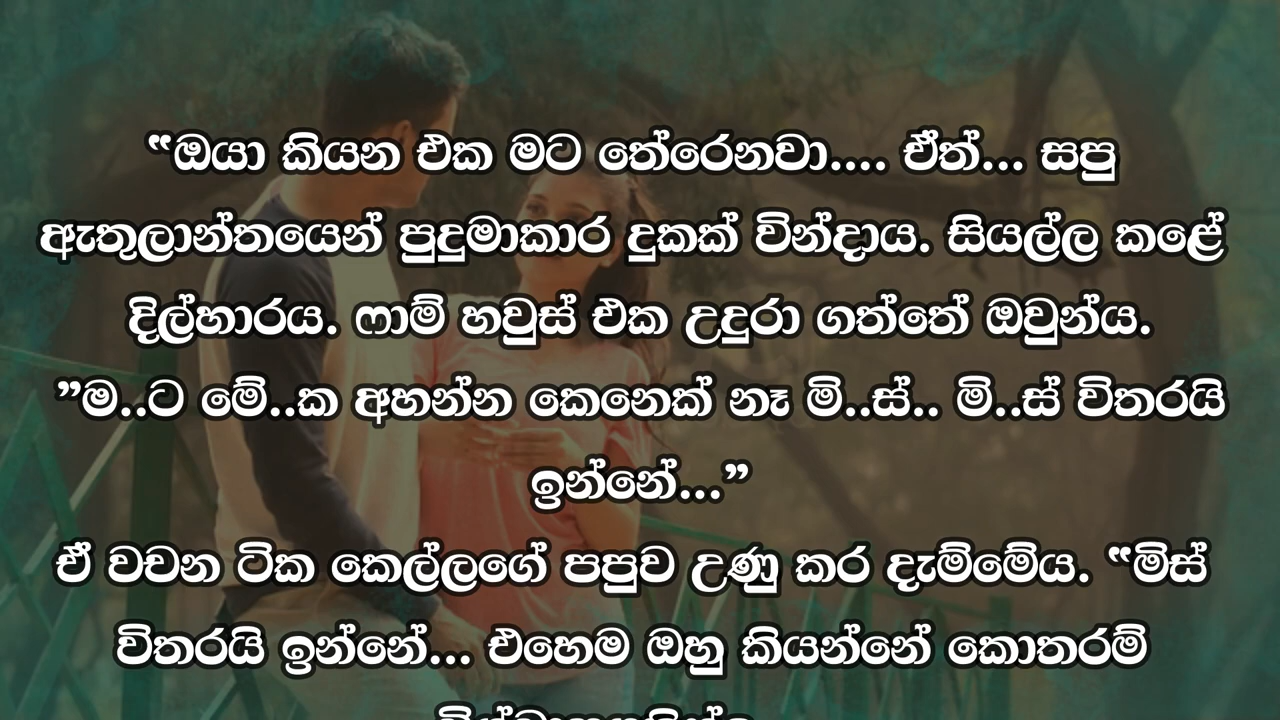 “ඔයා කියන එක මට තේරෙනවා.... ඒත්... සපු
ඇතුලාන්තයෙන් පුදුමාකාර දුකක් වින්දාය. සියල්ල කළේ
දිල්හාරය. ෆාම් හවුස් එක උදුරා ගත්තේ ඔවුන්ය.
”ම..ට මේ..ක අහන්න කෙනෙක් නෑ මි..ස්.. මි..ස් විතරයි
ඉන්නේ...”
ඒ වචන ටික කෙල්ලගේ පපුව උණු කර දැම්මේය. “මිස්
විතරයි ඉන්නේ... එහෙම ඔහු කියන්නේ කොතරම්